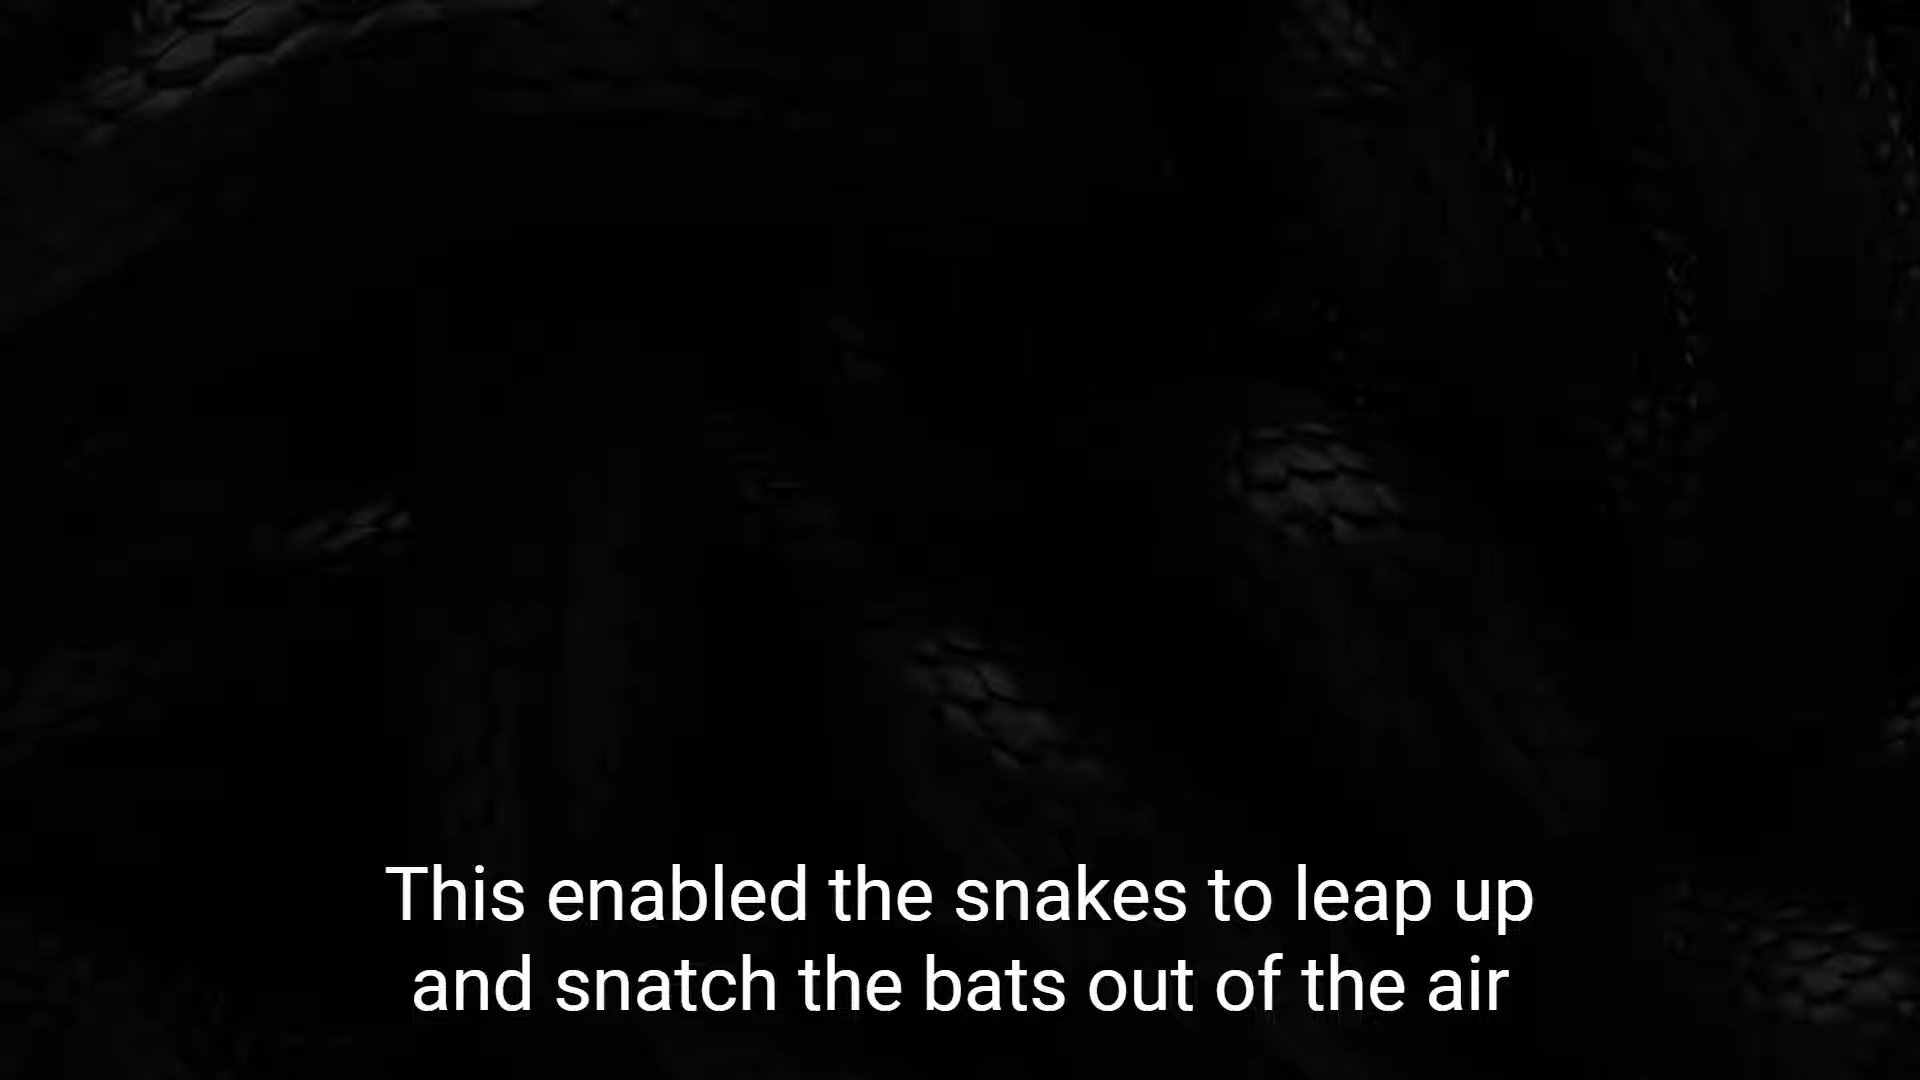 This enabled the snakes to leap up
and snatch the bats out of the air